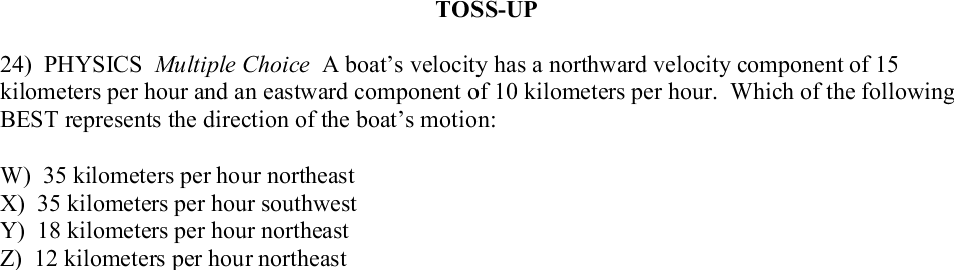 TOSS-UP
24) PHYSICS Multiple Choice A boat’s velocity has a northward velocity component of 15
kilometers per hour and an eastward component of 10 kilometers per hour. Which of the following
BEST represents the direction of the boat’s motion:
W) 35 kilometers per hour northeast
X) 35 kilometers per hour southwest
Y) 18 kilometers per hour northeast
Z) 12 kilometers per hour northeast